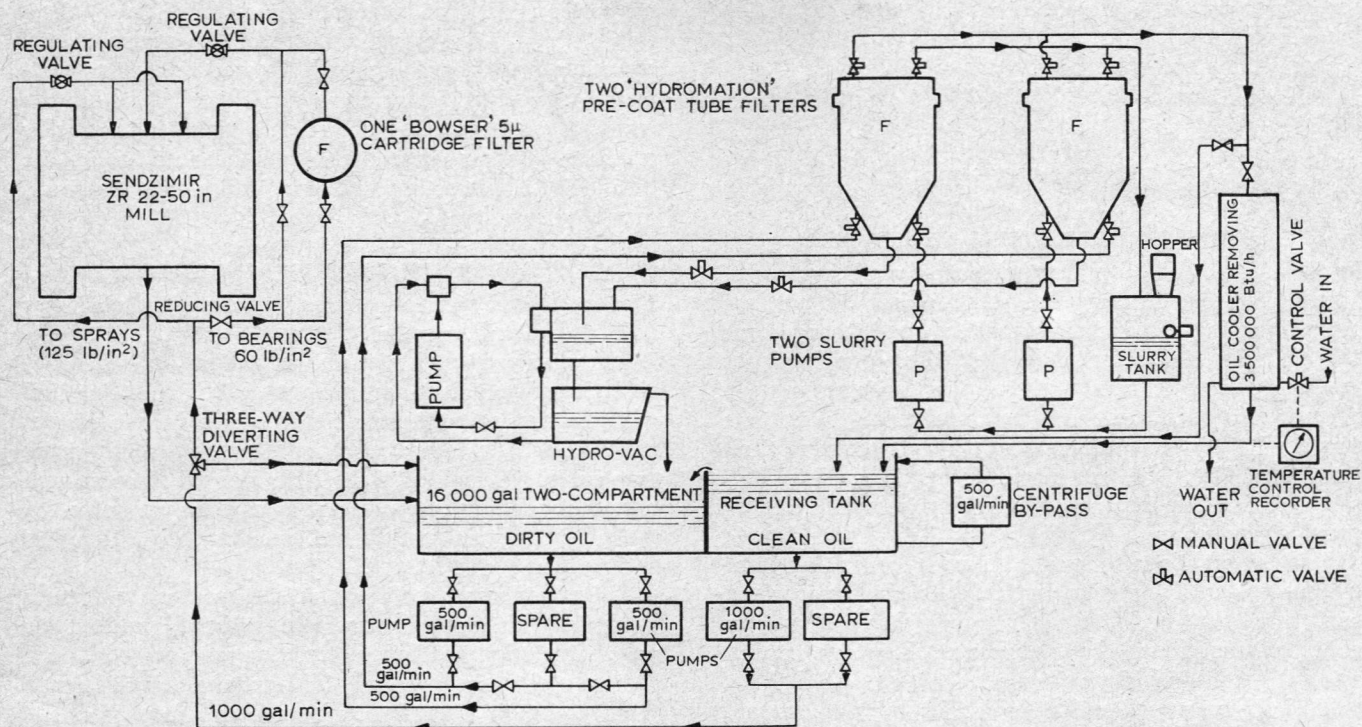 REGULATING
VALVE
REGULATING
VALVE
TWO 'HYDROMATION'
PRE-COAT TUBE FILTERS
F
F
ONE 'BOWSER' 5μ
CARTRIDGE FILTER
F
SENDZIMIR
ZR 22-50 in
MILL
REDUCING VALVE
TO SPRAYS
(125 lb/in²)
TO BEARINGS
60 lb/in²
THREE-WAY
DIVERTING
VALVE
PUMP
HYDRO-VAC
TWO SLURRY
PUMPS
P
P
HOPPER
SLURRY
TANK
OIL COOLER REMOVING
3 500 000 Btu/h
CONTROL VALVE
WATER IN
WATER
OUT
TEMPERATURE
CONTROL
RECORDER
16 000 gal TWO-COMPARTMENT
RECEIVING TANK
DIRTY OIL
CLEAN OIL
500
gal/min
CENTRIFUGE
BY-PASS
MANUAL VALVE
AUTOMATIC VALVE
PUMP
500
gal/min
SPARE
500
gal/min
PUMPS
1000
gal/min
SPARE
500
gal/min
500 gal/min
1000 gal/min